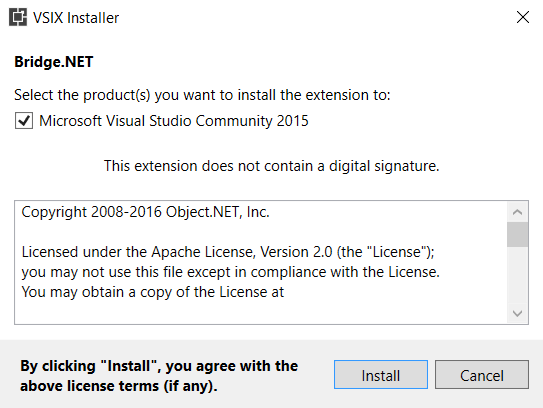 VSIX Installer
Bridge.NET
Select the product(s) you want to install the extension to:
Microsoft Visual Studio Community 2015
This extension does not contain a digital signature.
Copyright 2008-2016 Object.NET, Inc.
Licensed under the Apache License, Version 2.0 (the "License");
you may not use this file except in compliance with the License.
You may obtain a copy of the License at
By clicking "Install", you agree with the
above license terms (if any).
Install
Cancel